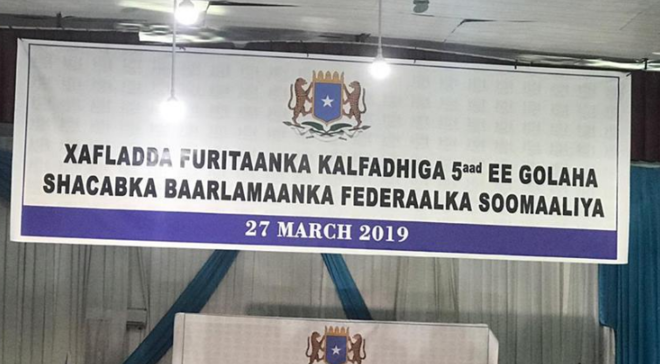 XAFLADDA FURITAANKA KALFADHIGA 5aad EE GOLAHA
SHACABKA BAARLAMAANKA FEDERAALKA SOOMAALIYA
27 MARCH 2019